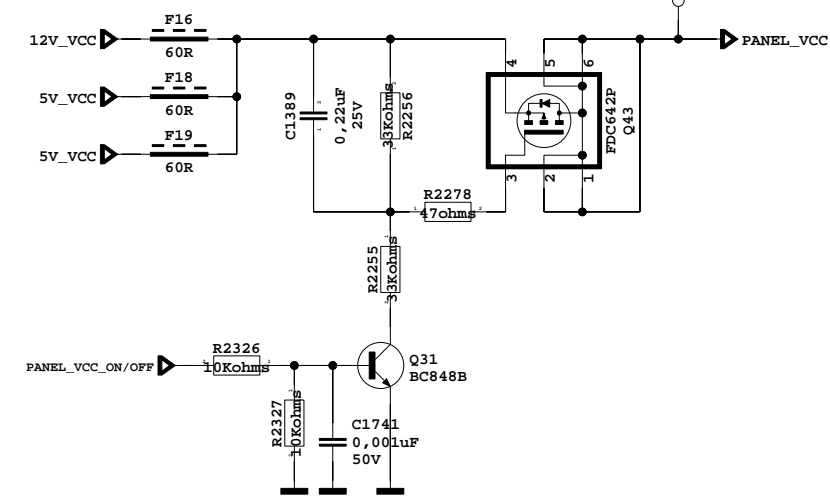 F16
12V_VCC
60R
F18
5V_VCC
60R
F19
5V_VCC
60R
C1389
0,22uF
25V
33Kohms
R2256
4
5
6
PANEL_VCC
FDC642P
Q43
3
2
1
R2278
47ohms
R2255
33Kohms
PANEL_VCC_ON/OFF
R2326
10Kohms
Q31
BC848B
R2327
10Kohms
C1741
0,001uF
50V